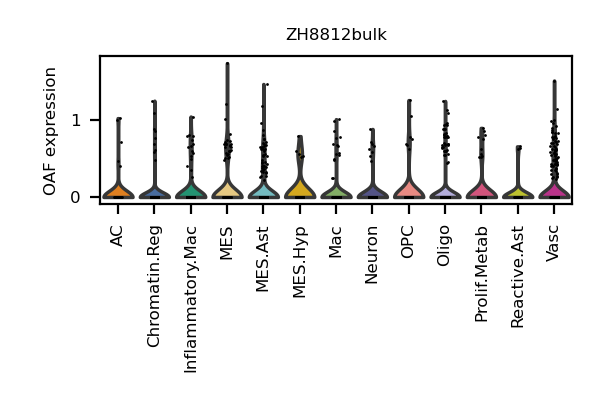 ZH8812bulk
OAF expression
1
0
AC
Chromatin.Reg
Inflammatory.Mac
MES
MES.Ast
MES.Hyp
Mac
Neuron
OPC
Oligo
Prolif.Metab
Reactive.Ast
Vasc